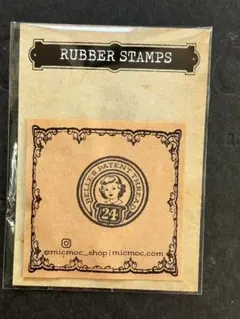 RUBBER STAMPS
BELLE'S PATENT THREAD
24
@micmoc_shop | micmoc.com